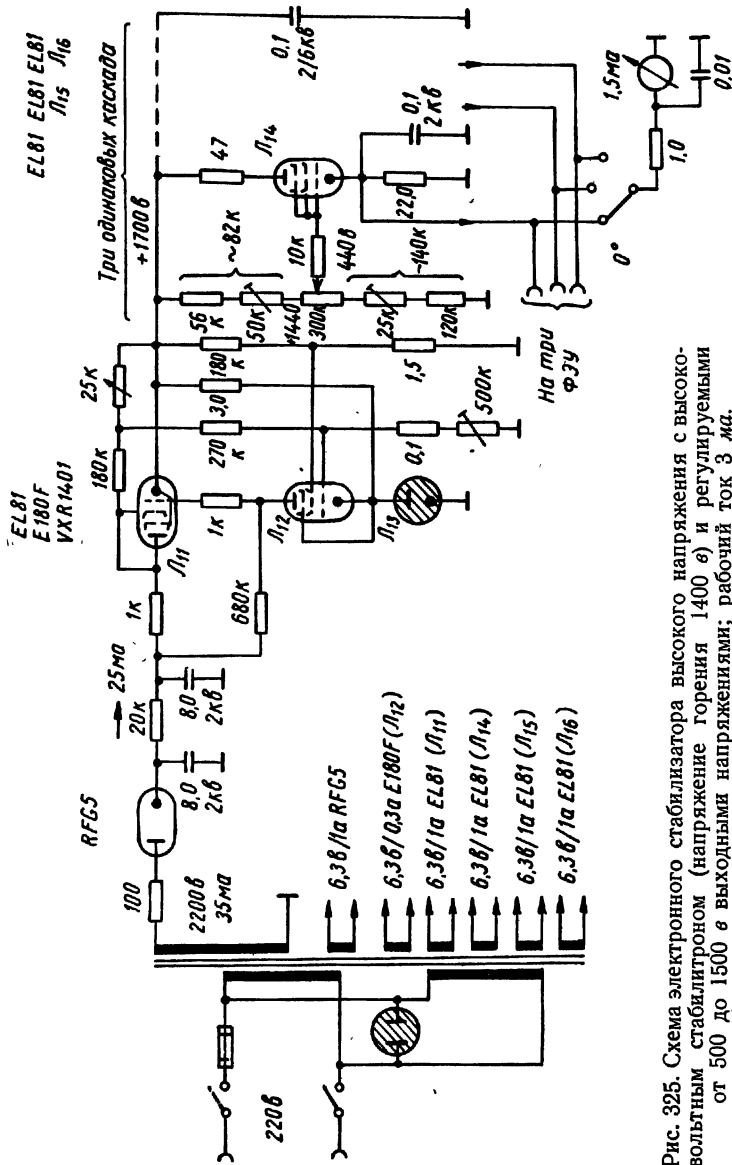 EL81 EL81 EL81
Л15 Л16
Три одинаковых каскада
+1700в
0,1
2/6кв
EL81
E180F
VXR1401
25к
180к
Л11
47
Л14
~82к
56
к
50к
1440
300к
10к
440в
~140к
25к
120к
22,0
0,1
2 кв
1,5ма
1,0
0,01
0°
На три
ФЭУ
180
к
3,0
270
к
1,5
0,1
500к
1к
Л12
Л13
680к
1к
25ма
20к
8,0
2кв
8,0
2кв
RFG5
100
2200в
35ма
6,3в/1а RFG5
6,3в/0,3а E180F (Л12)
6,3в/1а EL81 (Л11)
6,3в/1а EL81 (Л14)
6,3в/1а EL81 (Л15)
6,3в/1а EL81 (Л16)
220в
Рис. 325. Схема электронного стабилизатора высокого напряжения с высоко-
вольтным стабилитроном (напряжение горения 1400 в) и регулируемыми
от 500 до 1500 в выходными напряжениями; рабочий ток 3 ма.